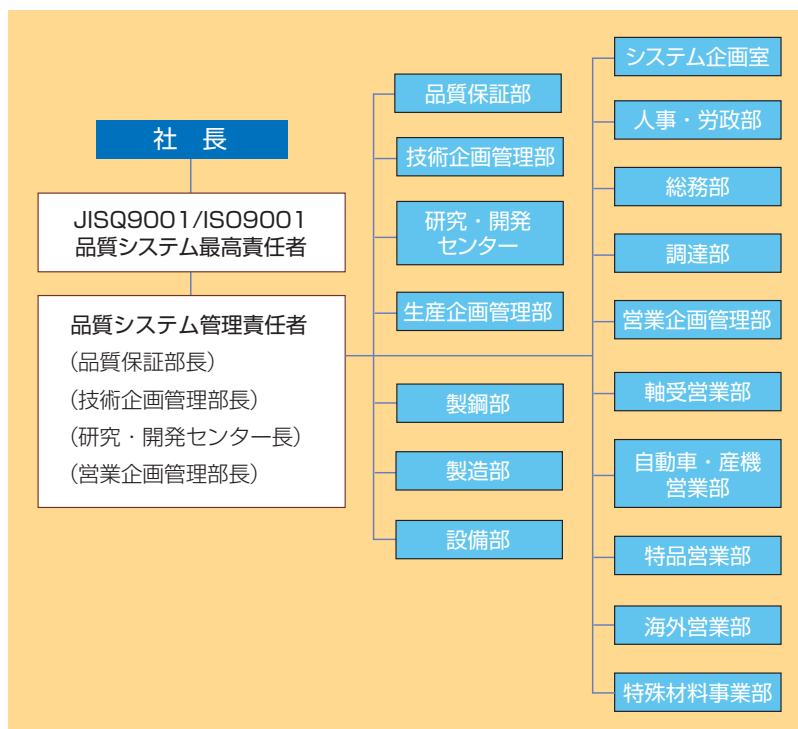 社 長
JISQ9001/ISO9001
品質システム最高責任者
品質システム管理責任者
(品質保証部長)
(技術企画管理部長)
(研究・開発センター長)
(営業企画管理部長)
品質保証部
技術企画管理部
研究・開発
センター
生産企画管理部
製鋼部
製造部
設備部
システム企画室
人事・労政部
総務部
調達部
営業企画管理部
軸受営業部
自動車・産機
営業部
特品営業部
海外営業部
特殊材料事業部